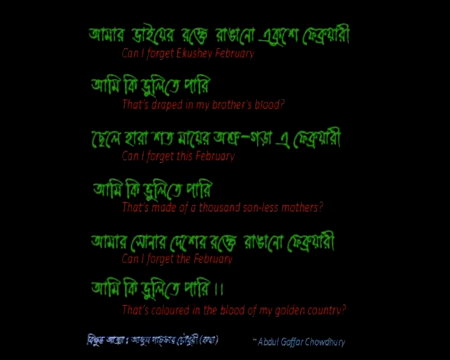 আমার ভাইয়ের রক্তে রাঙানো একুশে ফেব্রুয়ারী
Can I forget Ekushey February
আমি কি ভুলিতে পারি
That's draped in my brother's blood?
ছেলে হারা শত মায়ের অশ্রু-গড়া এ ফেব্রুয়ারী
Can I forget this February
আমি কি ভুলিতে পারি
That's made of a thousand son-less mothers?
আমার সোনার দেশের রক্তে রাঙানো ফেব্রুয়ারী
Can I forget the February
আমি কি ভুলিতে পারি।।
That's coloured in the blood of my golden country?
আব্দুল গাফ্ফার চৌধুরী (কথা) ~ Abdul Gaffar Chowdhury